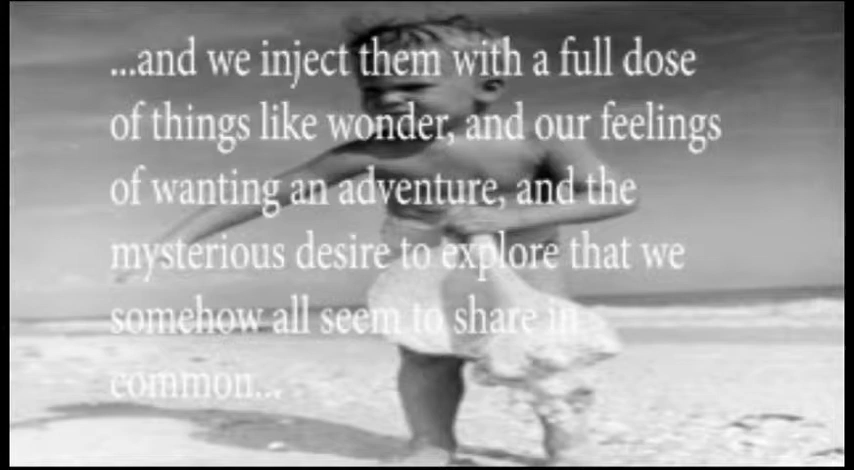 ...and we inject them with a full dose
of things like wonder, and our feelings
of wanting an adventure, and the
mysterious desire to explore that we
somehow all seem to share in
common...